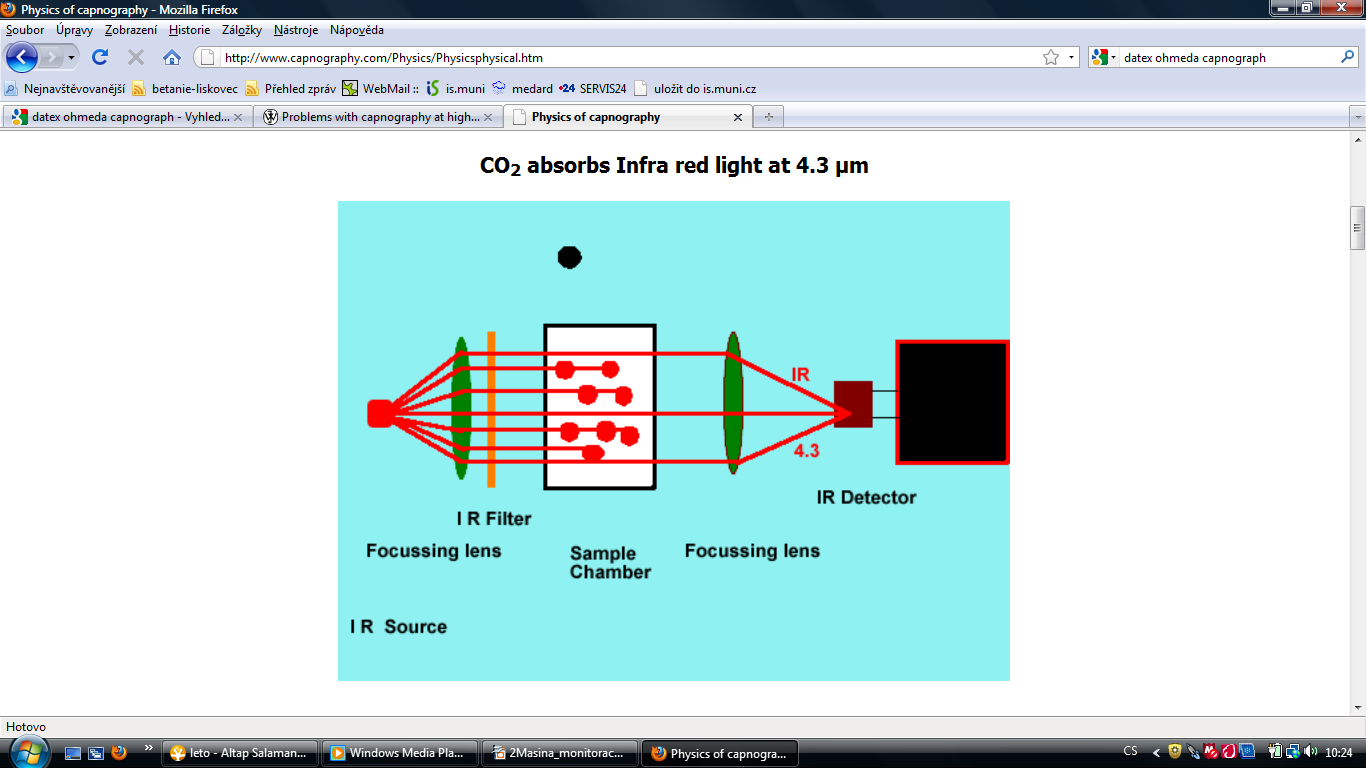 Physics of capnography - Mozilla Firefox
Soubor Úpravy Zobrazení Historie Záložky Nástroje Nápověda
http://www.capnography.com/Physics/Physicsphysical.htm datex ohmeda capnograph
Nejnavštěvovanější betanie-liskovec Přehled zpráv WebMail :: is.muni medard SERVIS24 uložit do is.muni.cz
datex ohmeda capnograph - Vyhled... Problems with capnography at high... Physics of capnography
CO2 absorbs Infra red light at 4.3 µm
IR
4.3
IR Detector
I R Filter
Focussing lens
Sample
Chamber
Focussing lens
I R Source
Hotovo
leto - Altap Salaman... Windows Media Pla... 2Masina_monitorac... Physics of capnogra... CS 10:24